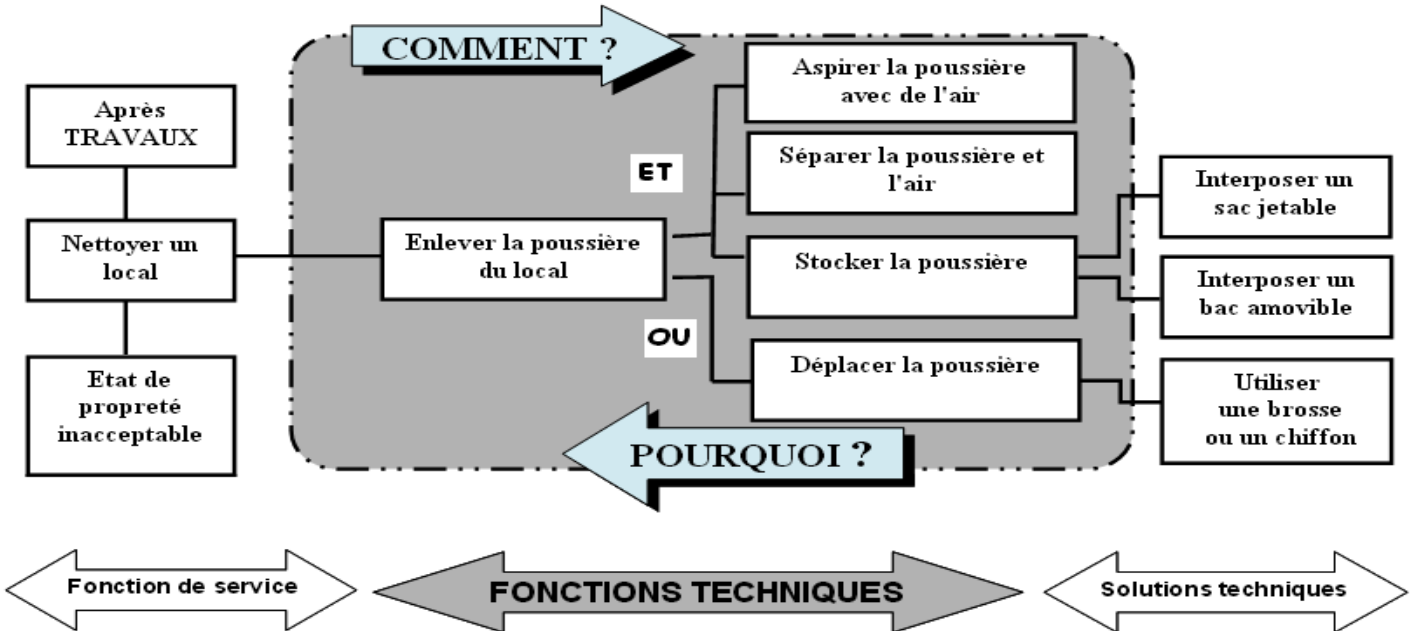 COMMENT ?
Après
TRAVAUX
Nettoyer un
local
Etat de
propreté
inacceptable
Enlever la poussière
du local
ET
OU
Aspirer la poussière
avec de l'air
Séparer la poussière et
l'air
Stocker la poussière
Déplacer la poussière
Interposer un
sac jetable
Interposer un
bac amovible
Utiliser
une brosse
ou un chiffon
POURQUOI ?
Fonction de service
FONCTIONS TECHNIQUES
Solutions techniques